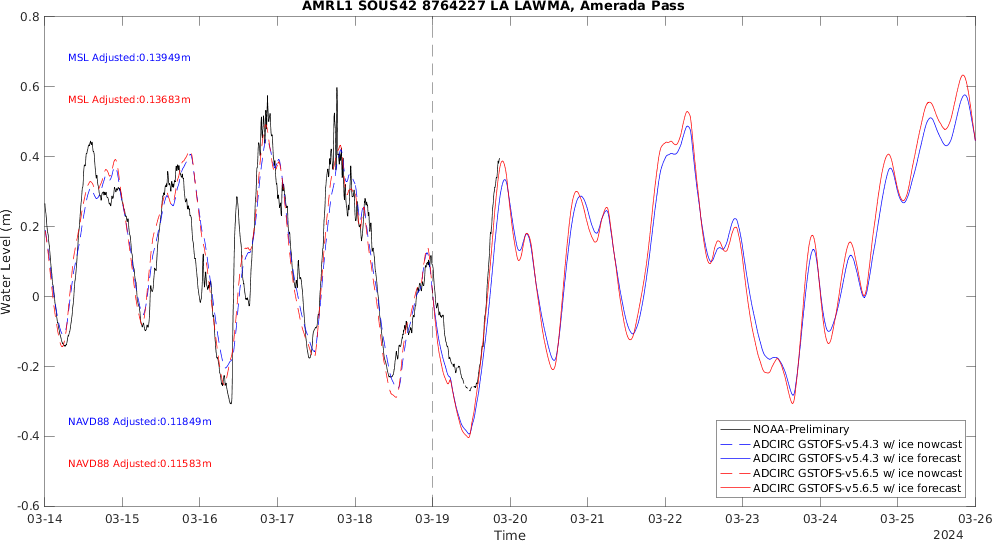 AMRL1 SOUS42 8764227 LA LAWMA, Amerada Pass
0.8
0.6
0.4
0.2
0
-0.2
-0.4
-0.6
Water Level (m)
MSL Adjusted:0.13949m
MSL Adjusted:0.13683m
NAVD88 Adjusted:0.11849m
NAVD88 Adjusted:0.11583m
NOAA-Preliminary
ADCIRC GSTOFS-v5.4.3 w/ ice nowcast
ADCIRC GSTOFS-v5.4.3 w/ ice forecast
ADCIRC GSTOFS-v5.6.5 w/ ice nowcast
ADCIRC GSTOFS-v5.6.5 w/ ice forecast
03-14 03-15 03-16 03-17 03-18 03-19 03-20 03-21 03-22 03-23 03-24 03-25 03-26
Time
2024